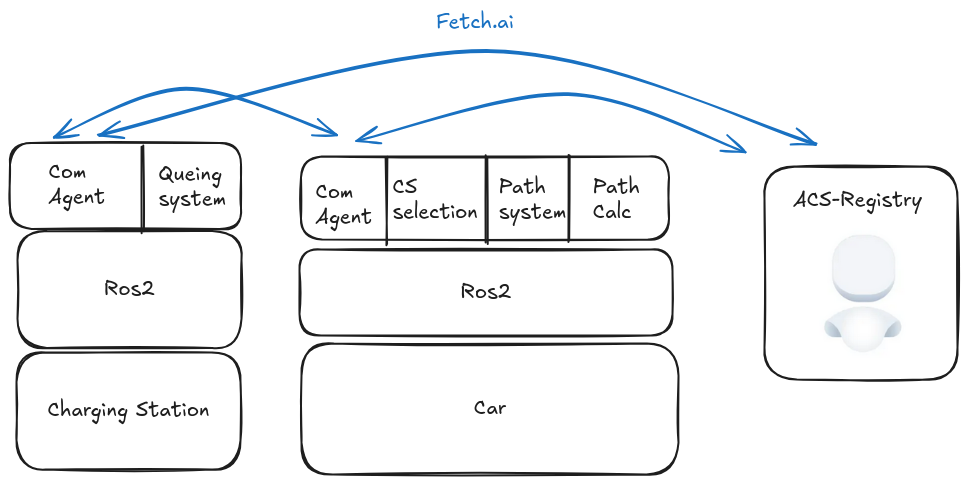 Fetch.ai
Com
Agent
Queing
system
Com
Agent
CS
selection
Path
system
Path
Calc
ACS-Registry
Ros2
Ros2
Charging Station
Car